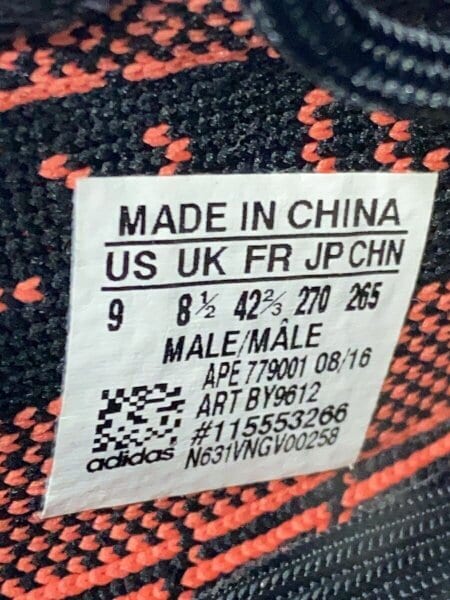 MADE IN CHINA
US UK FR JP CHN
9 8½ 42⅔ 270 265
MALE/MÂLE
APE 779001 08/16
ART BY9612
#115553266
adidas N631VNGV00258